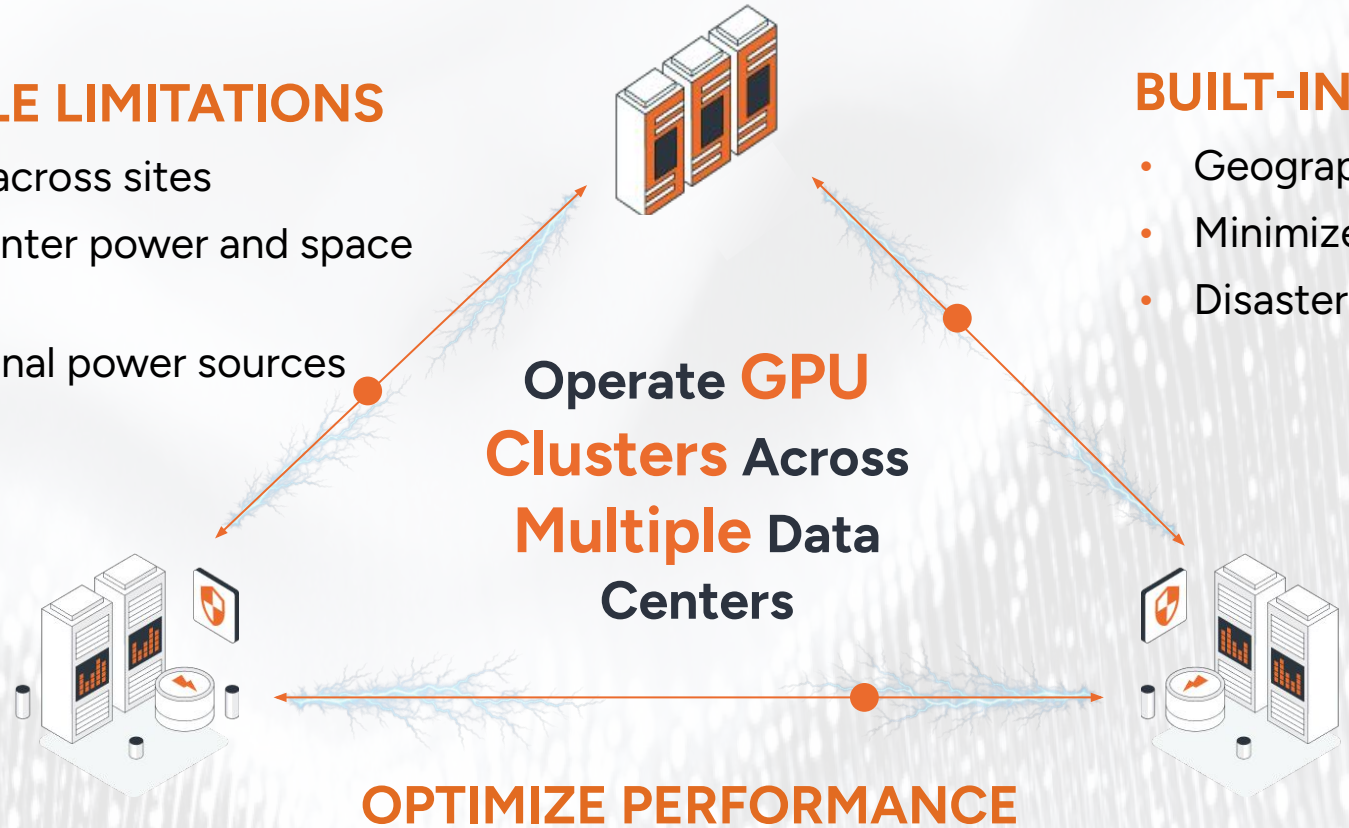 LE LIMITATIONS
across sites
nter power and space
nal power sources
BUILT-IN
• Geograp
• Minimize
• Disaster
Operate GPU
Clusters Across
Multiple Data
Centers
OPTIMIZE PERFORMANCE